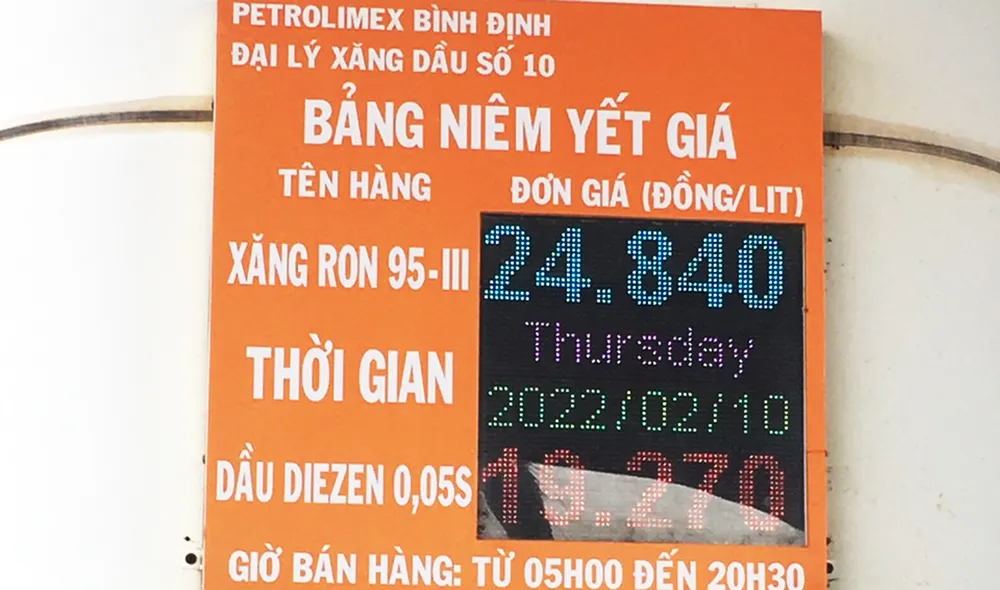 PETROLIMEX BÌNH ĐỊNH
ĐẠI LÝ XĂNG DẦU SỐ 10
BẢNG NIÊM YẾT GIÁ
TÊN HÀNG ĐƠN GIÁ (ĐỒNG/LIT)
XĂNG RON 95-III 24.840
Thursday
THỜI GIAN 2022/02/10
DẦU DIEZEN 0,05S 19.270
GIỜ BÁN HÀNG: TỪ 05H00 ĐẾN 20H30